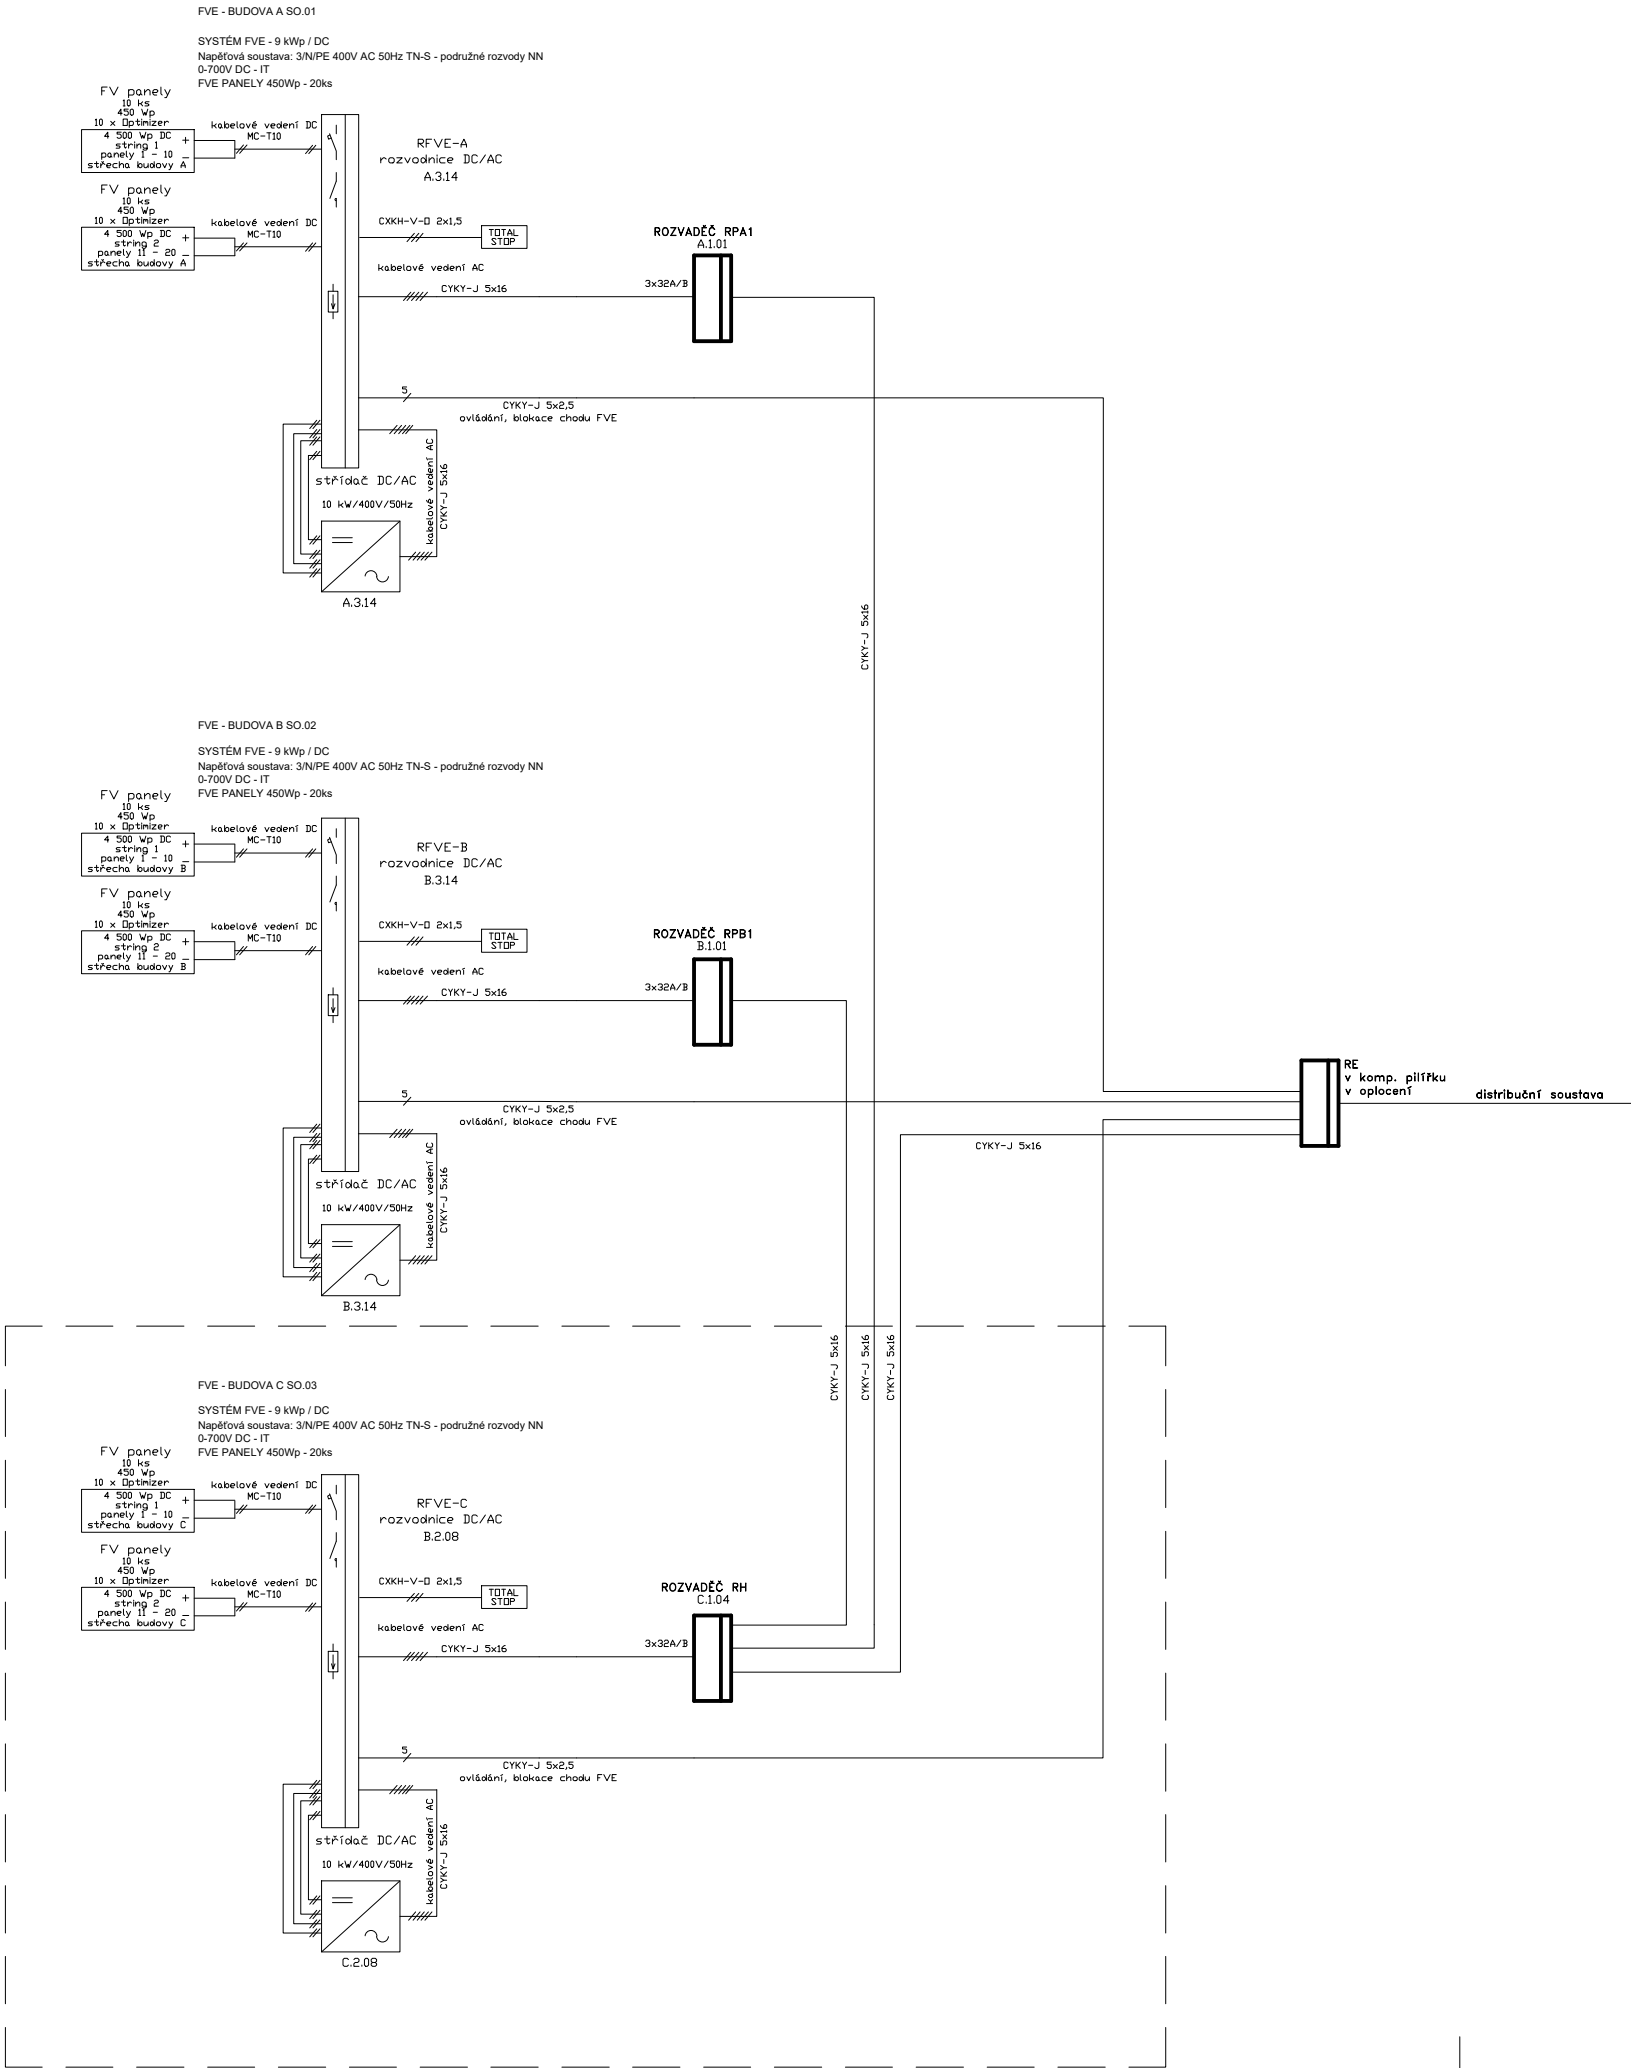 FVE - BUDOVA A SO.01
SYSTÉM FVE - 9 kWp / DC
Napěťová soustava: 3/N/PE 400V AC 50Hz TN-S - podružné rozvody NN
0-700V DC - IT
FVE PANELY 450Wp - 20ks
FV panely
10 ks
450 Wp
10 x Optimizer
4 500 Wp DC +
string 1
panely 1 - 10 –
střecha budovy A
kabelové vedení DC
MC-T10
FV panely
10 ks
450 Wp
10 x Optimizer
4 500 Wp DC +
string 2
panely 11 - 20 –
střecha budovy A
kabelové vedení DC
MC-T10
RFVE-A
rozvodnice DC/AC
A.3.14
CXKH-V-O 2x1,5
TOTAL
STOP
kabelové vedení AC
CYKY-J 5x16
ROZVADĚČ RPA1
A.1.01
3x32A/B
5
CYKY-J 5x2,5
ovládání, blokace chodu FVE
kabelové vedení AC
CYKY-J 5x16
střídač DC/AC
10 kW/400V/50Hz
A.3.14
CYKY-J 5x16
FVE - BUDOVA B SO.02
SYSTÉM FVE - 9 kWp / DC
Napěťová soustava: 3/N/PE 400V AC 50Hz TN-S - podružné rozvody NN
0-700V DC - IT
FVE PANELY 450Wp - 20ks
FV panely
10 ks
450 Wp
10 x Optimizer
4 500 Wp DC +
string 1
panely 1 - 10 –
střecha budovy B
kabelové vedení DC
MC-T10
FV panely
10 ks
450 Wp
10 x Optimizer
4 500 Wp DC +
string 2
panely 11 - 20 –
střecha budovy B
kabelové vedení DC
MC-T10
RFVE-B
rozvodnice DC/AC
B.3.14
CXKH-V-O 2x1,5
TOTAL
STOP
kabelové vedení AC
CYKY-J 5x16
ROZVADĚČ RPB1
B.1.01
3x32A/B
5
CYKY-J 5x2,5
ovládání, blokace chodu FVE
kabelové vedení AC
CYKY-J 5x16
střídač DC/AC
10 kW/400V/50Hz
B.3.14
RE
v komp. pilířku
v oplocení
distribuční soustava
CYKY-J 5x16
CYKY-J 5x16
CYKY-J 5x16
CYKY-J 5x16
FVE - BUDOVA C SO.03
SYSTÉM FVE - 9 kWp / DC
Napěťová soustava: 3/N/PE 400V AC 50Hz TN-S - podružné rozvody NN
0-700V DC - IT
FVE PANELY 450Wp - 20ks
FV panely
10 ks
450 Wp
10 x Optimizer
4 500 Wp DC +
string 1
panely 1 - 10 –
střecha budovy C
kabelové vedení DC
MC-T10
FV panely
10 ks
450 Wp
10 x Optimizer
4 500 Wp DC +
string 2
panely 11 - 20 –
střecha budovy C
kabelové vedení DC
MC-T10
RFVE-C
rozvodnice DC/AC
B.2.08
CXKH-V-O 2x1,5
TOTAL
STOP
kabelové vedení AC
CYKY-J 5x16
ROZVADĚČ RH
C.1.04
3x32A/B
5
CYKY-J 5x2,5
ovládání, blokace chodu FVE
kabelové vedení AC
CYKY-J 5x16
střídač DC/AC
10 kW/400V/50Hz
C.2.08